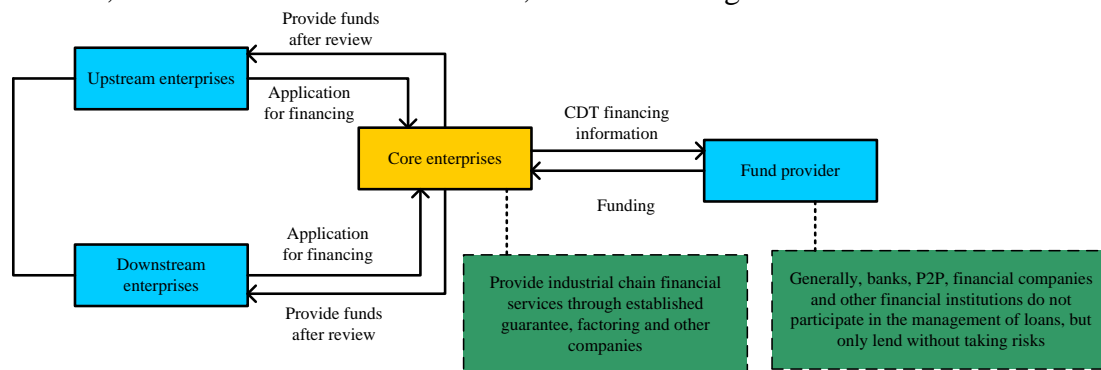 Provide funds
after review
Upstream enterprises
Application
for financing
CDT financing
information
Core enterprises
Fund provider
Funding
Application
for financing
Downstream
enterprises
Provide funds
after review
Provide industrial chain financial
services through established
guarantee, factoring and other
companies
Generally, banks, P2P, financial companies
and other financial institutions do not
participate in the management of loans, but
only lend without taking risks